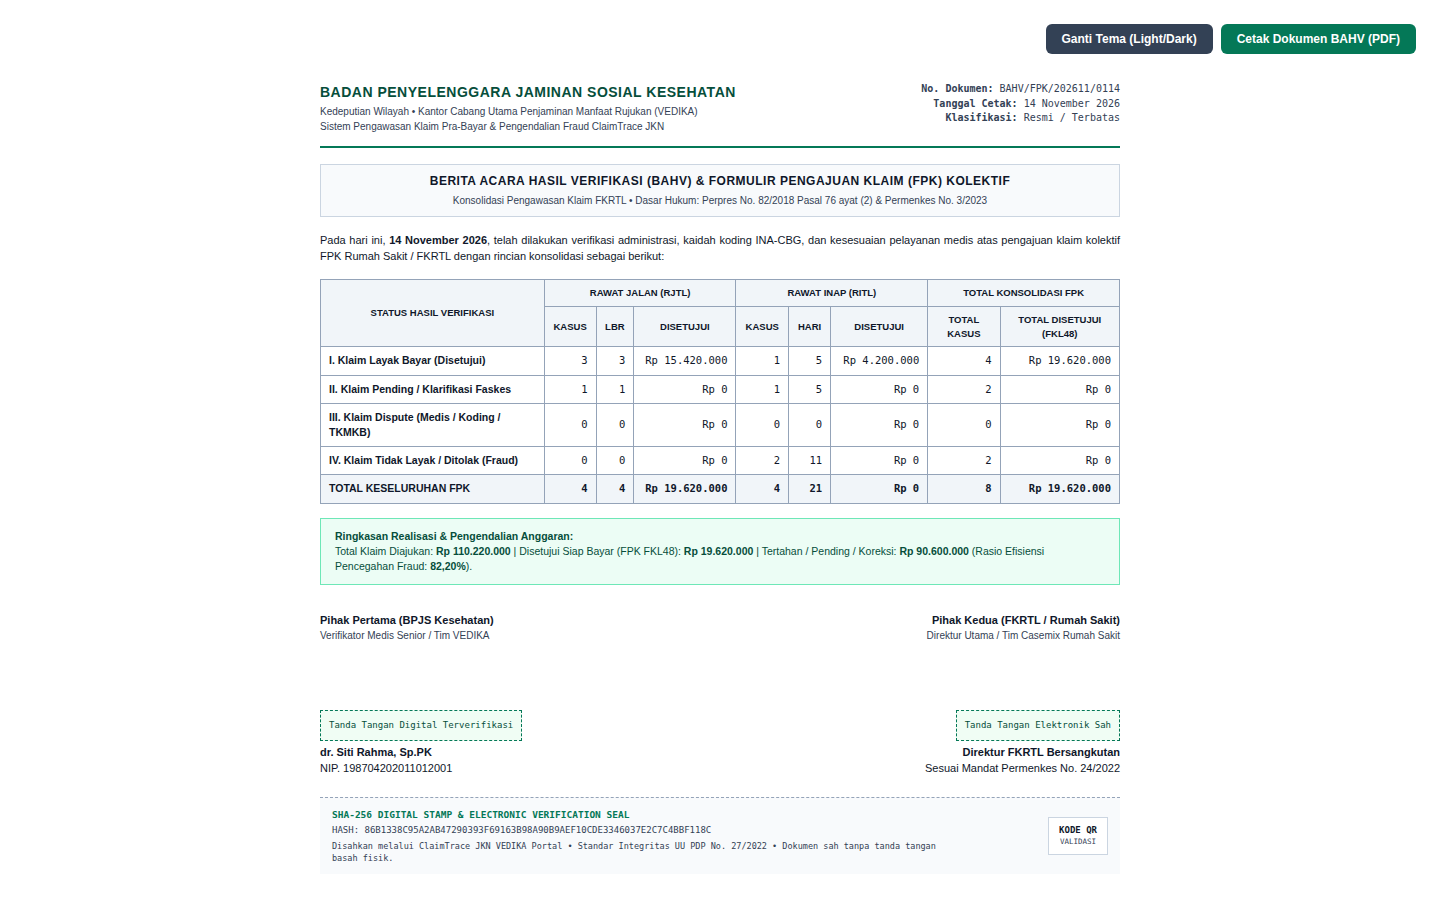 Ganti Tema (Light/Dark)
Cetak Dokumen BAHV (PDF)
BADAN PENYELENGGARA JAMINAN SOSIAL KESEHATAN
Kedeputian Wilayah • Kantor Cabang Utama Penjaminan Manfaat Rujukan (VEDIKA)
Sistem Pengawasan Klaim Pra-Bayar & Pengendalian Fraud ClaimTrace JKN
No. Dokumen: BAHV/FPK/202611/0114
Tanggal Cetak: 14 November 2026
Klasifikasi: Resmi / Terbatas
BERITA ACARA HASIL VERIFIKASI (BAHV) & FORMULIR PENGAJUAN KLAIM (FPK) KOLEKTIF
Konsolidasi Pengawasan Klaim FKRTL • Dasar Hukum: Perpres No. 82/2018 Pasal 76 ayat (2) & Permenkes No. 3/2023
Pada hari ini, 14 November 2026, telah dilakukan verifikasi administrasi, kaidah koding INA-CBG, dan kesesuaian pelayanan medis atas pengajuan klaim kolektif
FPK Rumah Sakit / FKRTL dengan rincian konsolidasi sebagai berikut:
STATUS HASIL VERIFIKASI RAWAT JALAN (RJTL) RAWAT INAP (RITL) TOTAL KONSOLIDASI FPK
KASUS LBR DISETUJUI KASUS HARI DISETUJUI TOTAL KASUS TOTAL DISETUJUI (FKL48)
I. Klaim Layak Bayar (Disetujui) 3 3 Rp 15.420.000 1 5 Rp 4.200.000 4 Rp 19.620.000
II. Klaim Pending / Klarifikasi Faskes 1 1 Rp 0 1 5 Rp 0 2 Rp 0
III. Klaim Dispute (Medis / Koding / TKMKB) 0 0 Rp 0 0 0 Rp 0 0 Rp 0
IV. Klaim Tidak Layak / Ditolak (Fraud) 0 0 Rp 0 2 11 Rp 0 2 Rp 0
TOTAL KESELURUHAN FPK 4 4 Rp 19.620.000 4 21 Rp 0 8 Rp 19.620.000
Ringkasan Realisasi & Pengendalian Anggaran:
Total Klaim Diajukan: Rp 110.220.000 | Disetujui Siap Bayar (FPK FKL48): Rp 19.620.000 | Tertahan / Pending / Koreksi: Rp 90.600.000 (Rasio Efisiensi
Pencegahan Fraud: 82,20%).
Pihak Pertama (BPJS Kesehatan)
Verifikator Medis Senior / Tim VEDIKA
Pihak Kedua (FKRTL / Rumah Sakit)
Direktur Utama / Tim Casemix Rumah Sakit
Tanda Tangan Digital Terverifikasi
dr. Siti Rahma, Sp.PK
NIP. 198704202011012001
Tanda Tangan Elektronik Sah
Direktur FKRTL Bersangkutan
Sesuai Mandat Permenkes No. 24/2022
SHA-256 DIGITAL STAMP & ELECTRONIC VERIFICATION SEAL
HASH: 86B1338C95A2AB47290393F69163B98A90B9AEF10CDE3346037E2C7C4BBF118C
Disahkan melalui ClaimTrace JKN VEDIKA Portal • Standar Integritas UU PDP No. 27/2022 • Dokumen sah tanpa tanda tangan
basah fisik.
KODE QR
VALIDASI